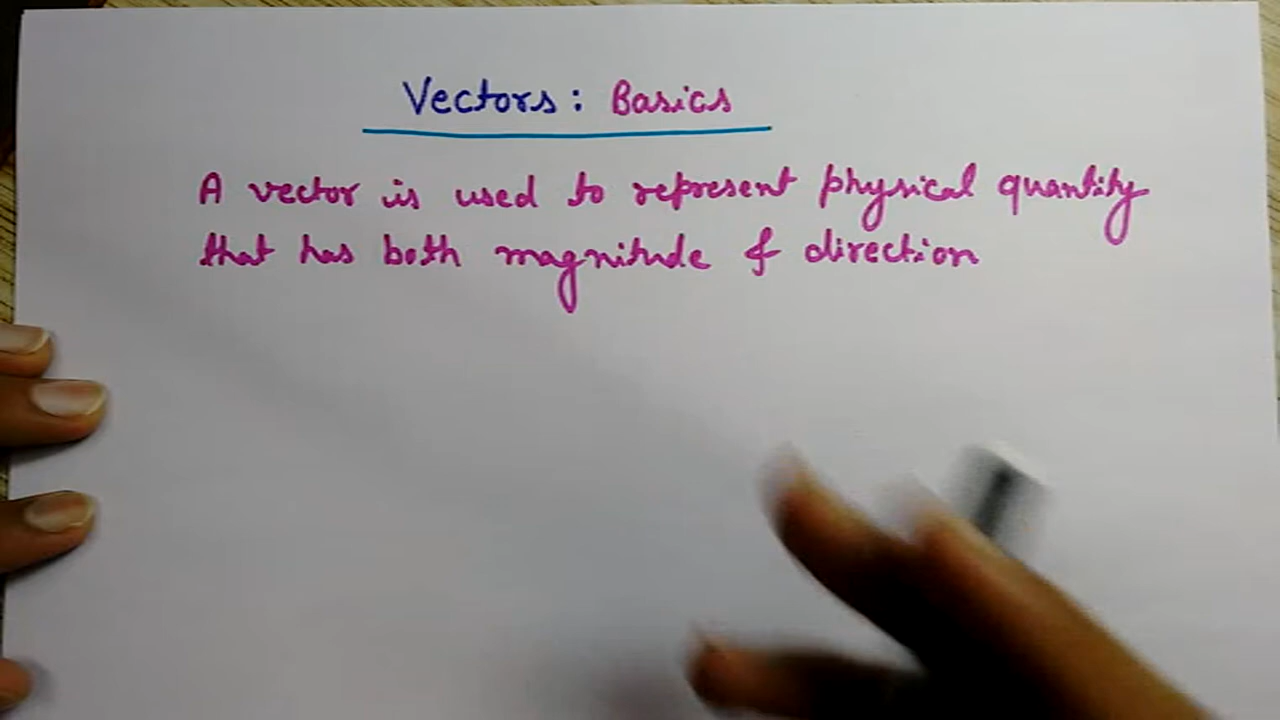 Vectors: Basics
A vector is used to represent physical quantity
that has both magnitude & direction